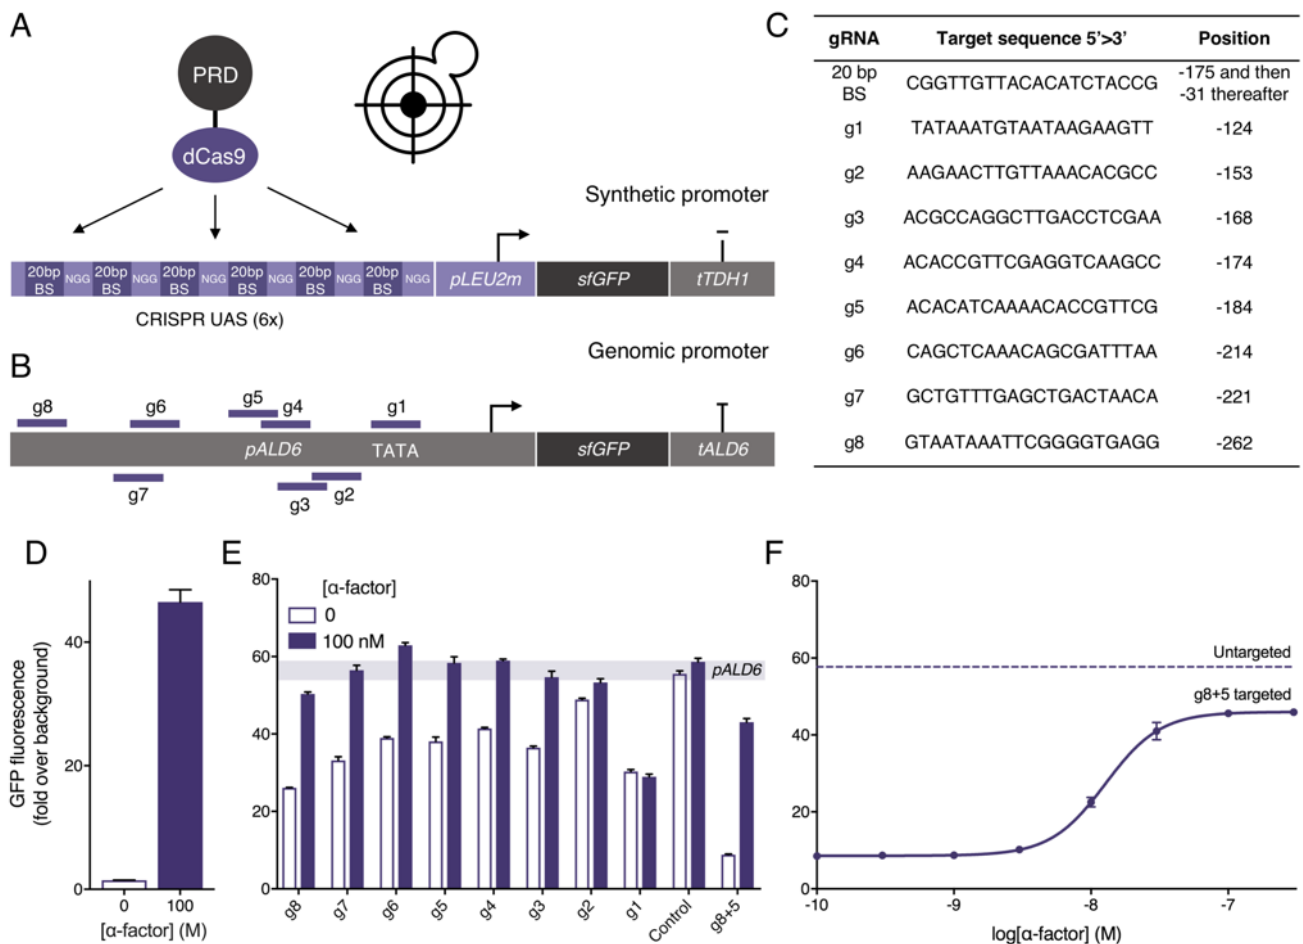 A
PRD
dCas9
Synthetic promoter
20bp BS NGG 20bp BS NGG 20bp BS NGG 20bp BS NGG 20bp BS NGG 20bp BS NGG pLEU2m sfGFP tTDH1
CRISPR UAS (6x)
B
Genomic promoter
g8 g6 g5 g4 g1
pALD6 TATA sfGFP tALD6
g7 g3 g2
C
gRNA Target sequence 5'>3' Position
20 bp BS CGGTTGTTACACATCTACCG -175 and then -31 thereafter
g1 TATAAATGTAATAAGAAGTT -124
g2 AAGAACTTGTTAAACACGCC -153
g3 ACGCCAGGCTTGACCTCGAA -168
g4 ACACCGTTCGAGGTCAAGCC -174
g5 ACACATCAAAACACCGTTCG -184
g6 CAGCTCAAACAGCGATTTAA -214
g7 GCTGTTTGAGCTGACTAACA -221
g8 GTAATAAATTCGGGGTGAGG -262
D
GFP fluorescence
(fold over background)
40
20
0
0 100
[α-factor] (M)
E
[α-factor]
0
100 nM
pALD6
80
60
40
20
0
g8 g7 g6 g5 g4 g3 g2 g1 Control g8+5
F
80
60
40
20
0
Untargeted
g8+5 targeted
-10 -9 -8 -7
log[α-factor] (M)